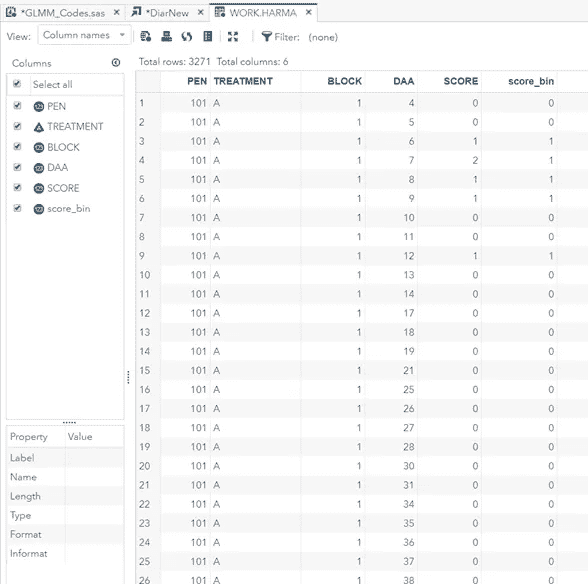 *GLMM_Codes.sas × *DiarNew × WORK.HARMA ×
View: Column names Filter: (none)
Columns
Select all
PEN
TREATMENT
BLOCK
DAA
SCORE
score_bin
Property Value
Label
Name
Length
Type
Format
Informat
Total rows: 3271 Total columns: 6
PEN TREATMENT BLOCK DAA SCORE score_bin
1 101 A 1 4 0 0
2 101 A 1 5 0 0
3 101 A 1 6 1 1
4 101 A 1 7 2 1
5 101 A 1 8 1 1
6 101 A 1 9 1 1
7 101 A 1 10 0 0
8 101 A 1 11 0 0
9 101 A 1 12 1 1
10 101 A 1 13 0 0
11 101 A 1 14 0 0
12 101 A 1 17 0 0
13 101 A 1 18 0 0
14 101 A 1 19 0 0
15 101 A 1 21 0 0
16 101 A 1 25 0 0
17 101 A 1 26 0 0
18 101 A 1 27 0 0
19 101 A 1 28 0 0
20 101 A 1 30 0 0
21 101 A 1 31 0 0
22 101 A 1 34 0 0
23 101 A 1 35 0 0
24 101 A 1 36 0 0
25 101 A 1 37 0 0
26 101 A 1 38 0 0